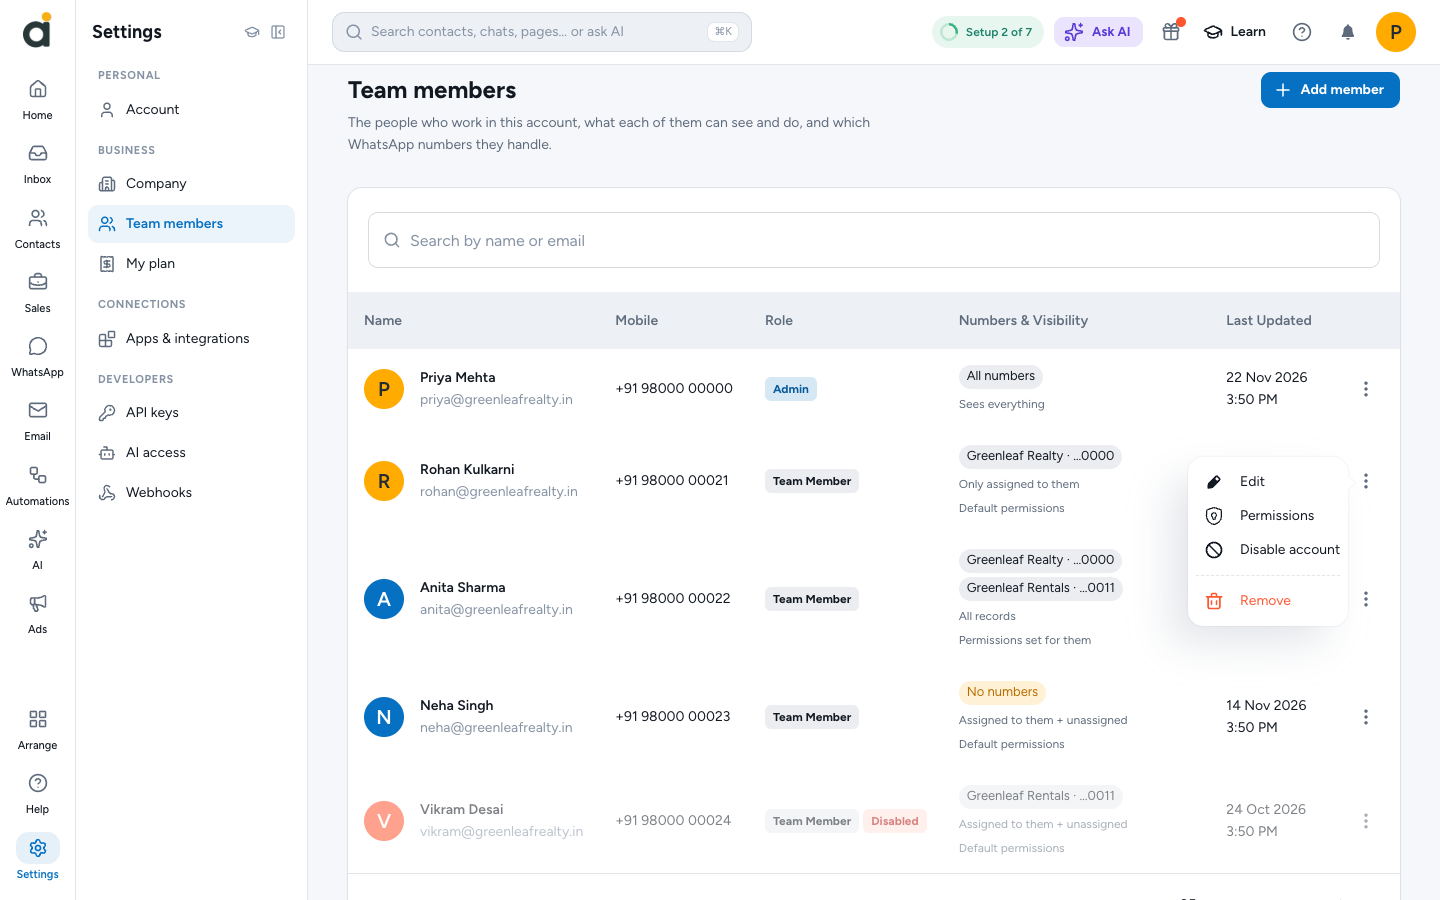 Settings
Search contacts, chats, pages... or ask AI
⌘K
Setup 2 of 7
Ask AI
Learn
P
Home
Inbox
Contacts
Sales
WhatsApp
Email
Automations
AI
Ads
Arrange
Help
Settings
PERSONAL
Account
BUSINESS
Company
Team members
My plan
CONNECTIONS
Apps & integrations
DEVELOPERS
API keys
AI access
Webhooks
Team members
Add member
The people who work in this account, what each of them can see and do, and which
WhatsApp numbers they handle.
Search by name or email
Name
Mobile
Role
Numbers & Visibility
Last Updated
P
Priya Mehta
priya@greenleafrealty.in
+91 98000 00000
Admin
All numbers
Sees everything
22 Nov 2026
3:50 PM
R
Rohan Kulkarni
rohan@greenleafrealty.in
+91 98000 00021
Team Member
Greenleaf Realty · ...0000
Only assigned to them
Default permissions
Edit
Permissions
Disable account
Remove
A
Anita Sharma
anita@greenleafrealty.in
+91 98000 00022
Team Member
Greenleaf Realty · ...0000
Greenleaf Rentals · ...0011
All records
Permissions set for them
N
Neha Singh
neha@greenleafrealty.in
+91 98000 00023
Team Member
No numbers
Assigned to them + unassigned
Default permissions
14 Nov 2026
3:50 PM
V
Vikram Desai
vikram@greenleafrealty.in
+91 98000 00024
Team Member
Disabled
Greenleaf Rentals · ...0011
Assigned to them + unassigned
Default permissions
24 Oct 2026
3:50 PM